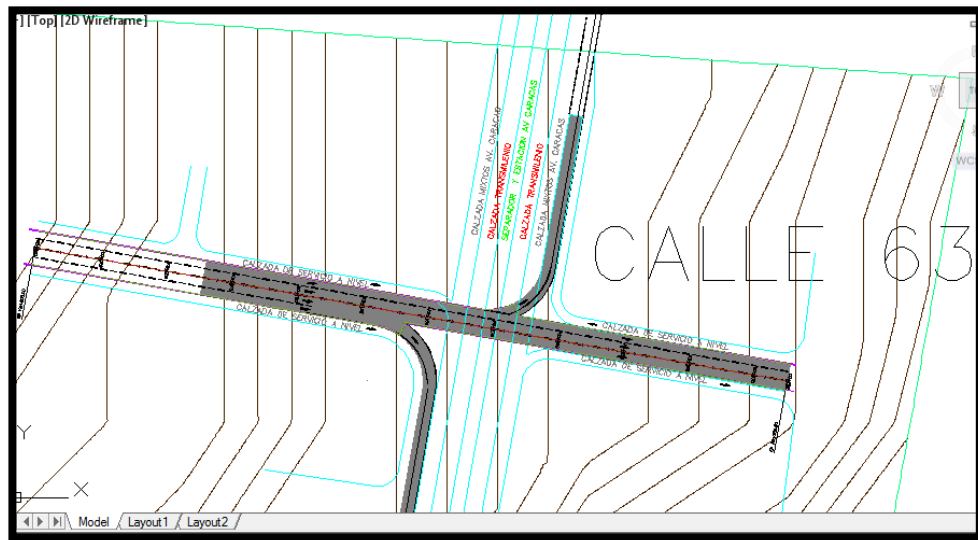 ] [Top] [2D Wireframe]
CALZADA MIXTOS AV. CARACAS
CALZADA TRANSMILENIO
SEPARADOR Y ESTACION AV CARACAS
CALZADA TRANSMILENIO
CALZADA MIXTOS AV. CARACAS
CALLE 63
CALZADA DE SERVICIO A NIVEL
CALZADA DE SERVICIO A NIVEL
CALZADA DE SERVICIO A NIVEL
CALZADA DE SERVICIO A NIVEL
W
Y
X
Model
Layout1
Layout2